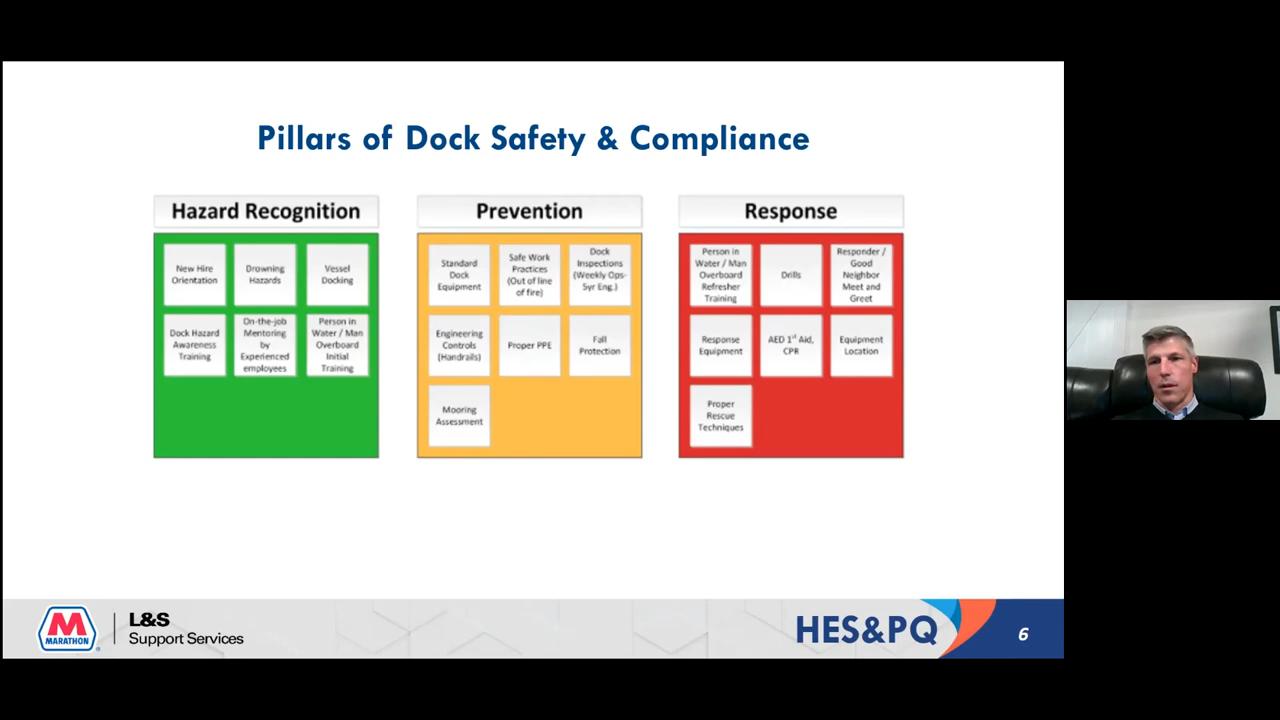 Pillars of Dock Safety & Compliance
Hazard Recognition
New Hire
Orientation
Drowning
Hazards
Vessel
Docking
Dock Hazard
Awareness
Training
On-the-job
Mentoring
by
Experienced
employees
Person in
Water / Man
Overboard
Initial
Training
Prevention
Standard
Dock
Equipment
Safe Work
Practices
(Out of line
of fire)
Dock
Inspections
(Weekly Ops-
5yr Eng.)
Engineering
Controls
(Handrails)
Proper PPE
Fall
Protection
Mooring
Assessment
Response
Person in
Water / Man
Overboard
Refresher
Training
Drills
Responder /
Good
Neighbor
Meet and
Greet
Response
Equipment
AED 1st Aid,
CPR
Equipment
Location
Proper
Rescue
Techniques
M
MARATHON
L&S
Support Services
HES&PQ
6